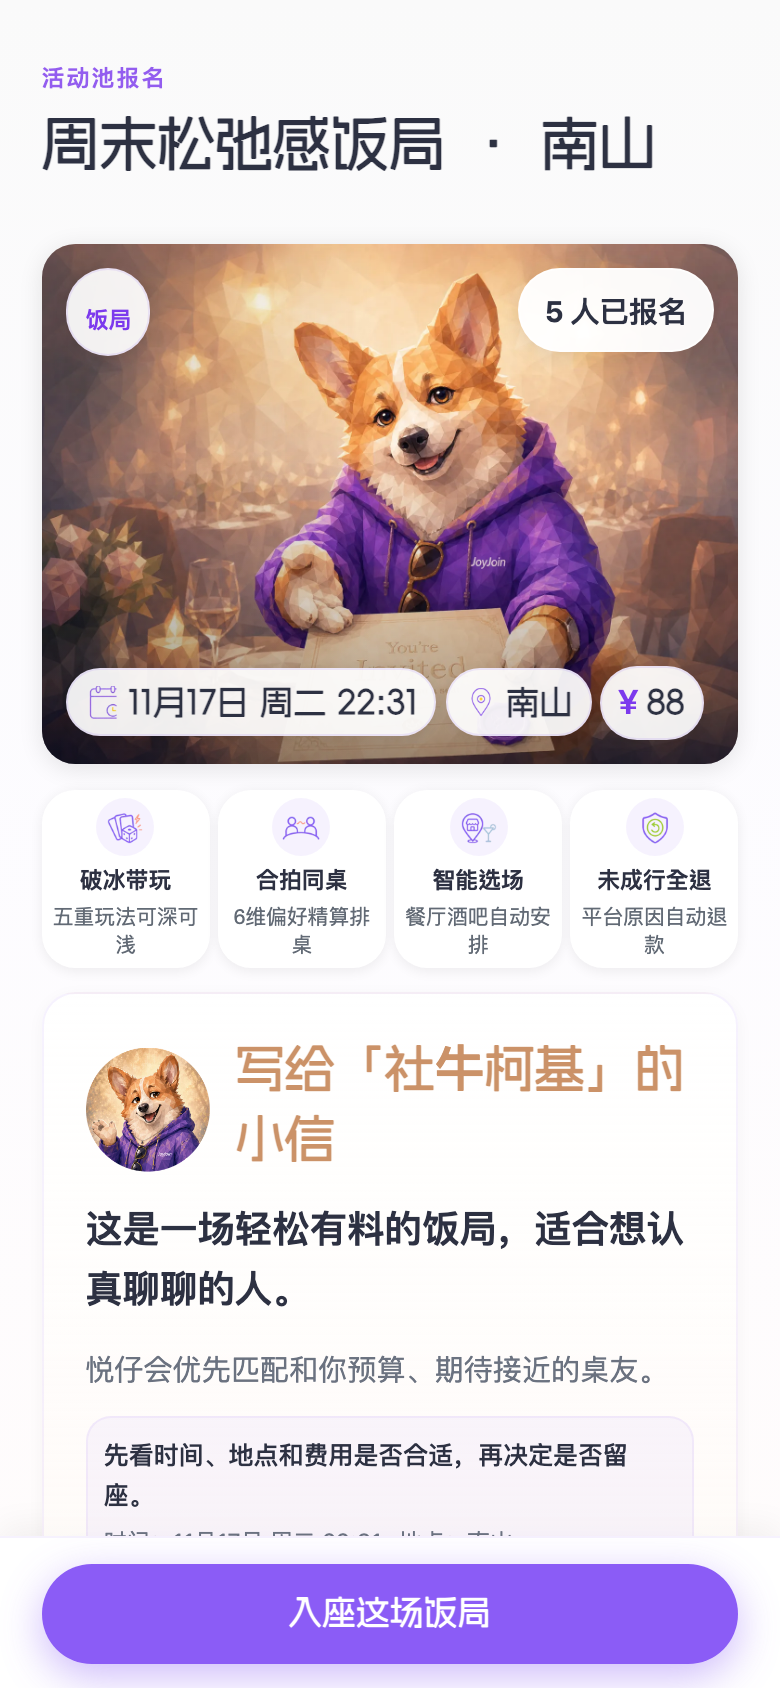 活动池报名
周末松弛感饭局 · 南山
饭局
5 人已报名
JoyJoin
You're
Invited
11月17日 周二 22:31
南山
¥ 88
破冰带玩
五重玩法可深可
浅
合拍同桌
6维偏好精算排
桌
智能选场
餐厅酒吧自动安
排
未成行全退
平台原因自动退
款
写给「社牛柯基」的
小信
这是一场轻松有料的饭局，适合想认
真聊聊的人。
悦仔会优先匹配和你预算、期待接近的桌友。
先看时间、地点和费用是否合适，再决定是否留
座。
入座这场饭局